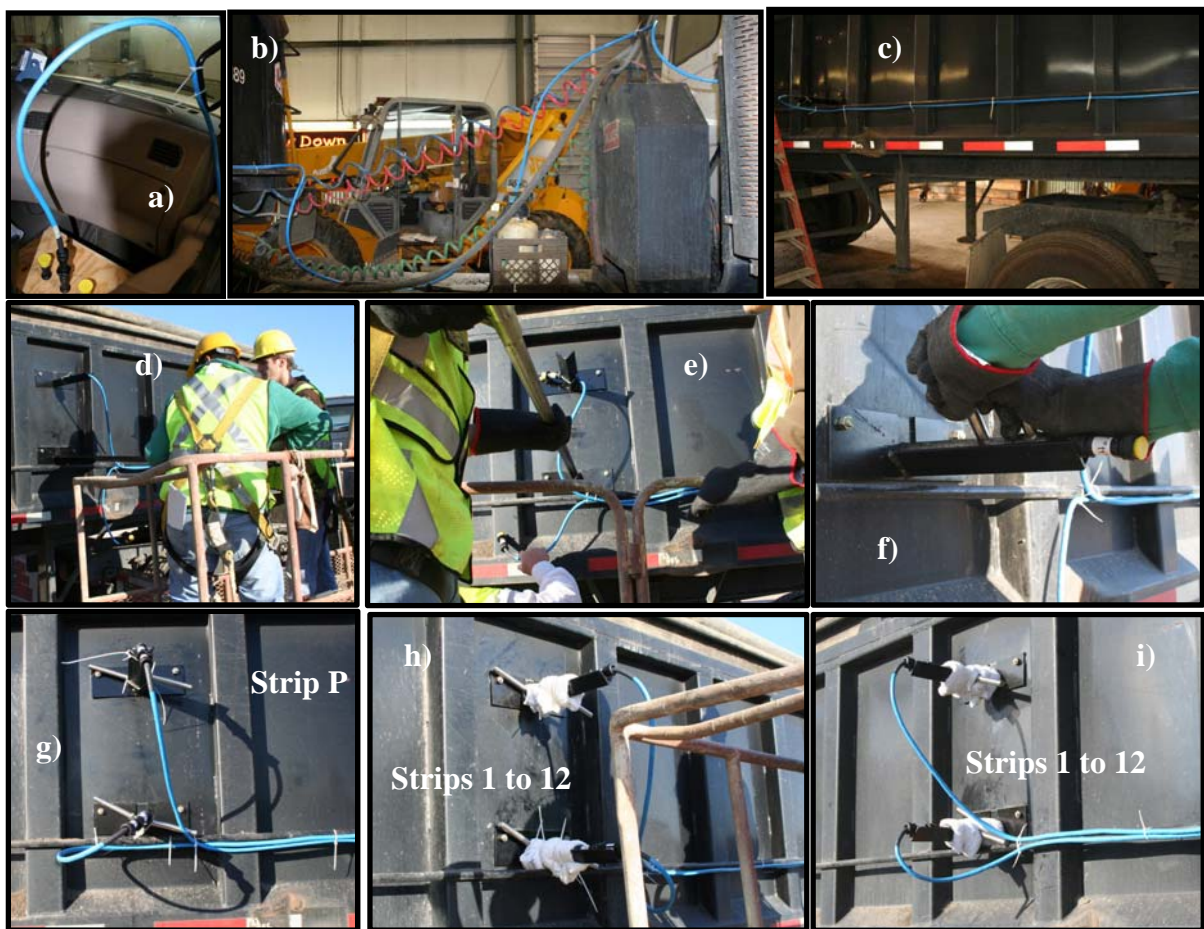 a)
b)
89
Down
c)
d)
e)
f)
g)
Strip P
h)
Strips 1 to 12
i)
Strips 1 to 12